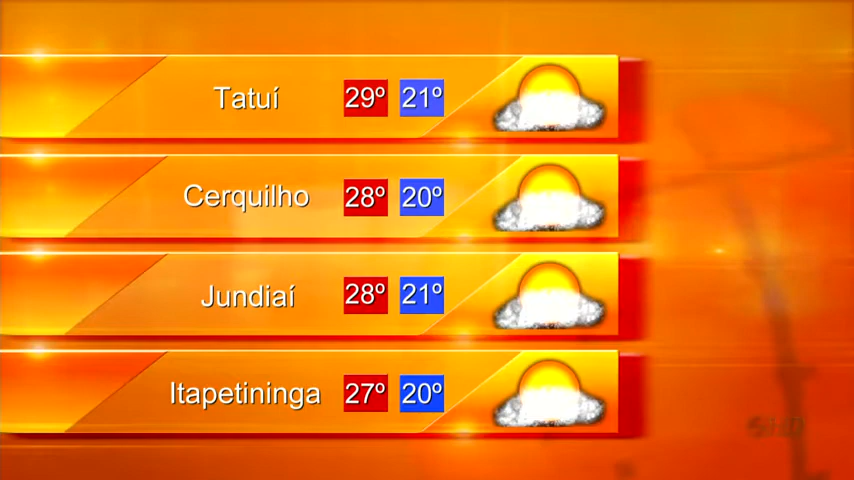 Tatuí 29º 21º
Cerquilho 28º 20º
Jundiaí 28º 21º
Itapetininga 27º 20º